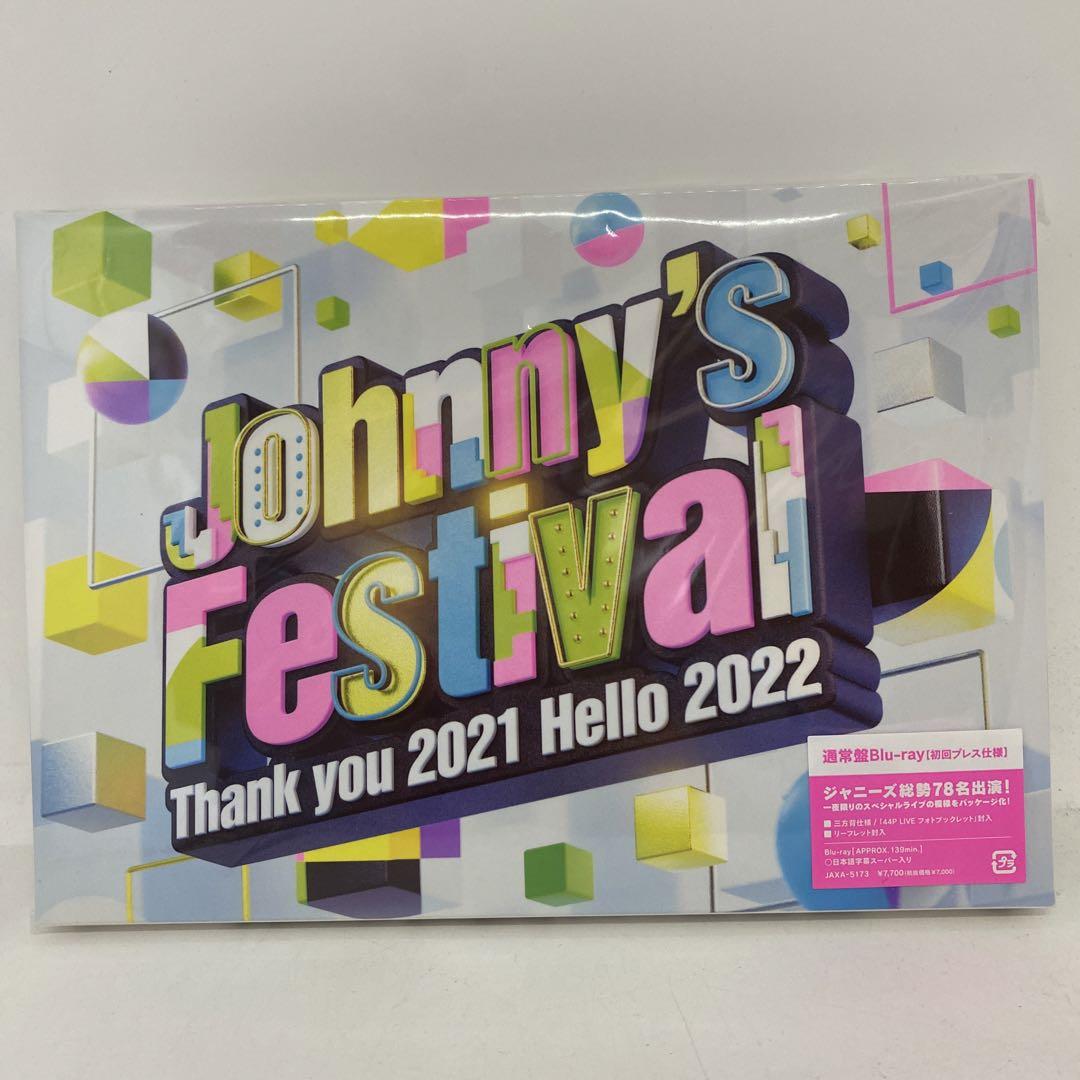 Johnny's
Festival
Thank you 2021 Hello 2022
通常盤Blu-ray【初回プレス仕様】
ジャニーズ総勢78名出演!
一夜限りのスペシャルライブの模様をパッケージ化!
■三方背仕様/「44P LIVE フォトブックレット」封入
■リーフレット封入
Blu-ray[APPROX.139min.]
○日本語字幕スーパー入り
JAXA-5173 ¥7,700(税抜価格¥7,000)
プラ